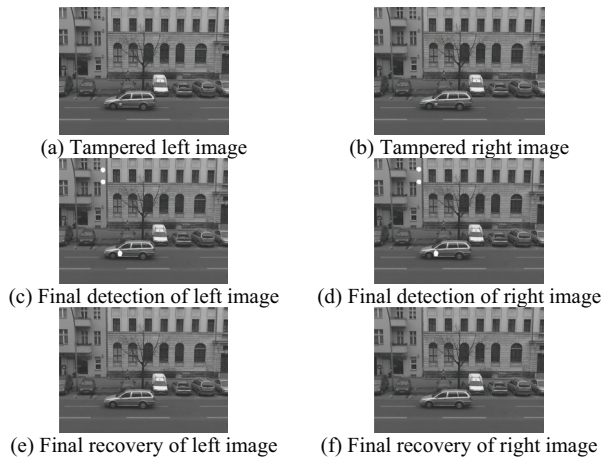 (a) Tampered left image
(b) Tampered right image
(c) Final detection of left image
(d) Final detection of right image
(e) Final recovery of left image
(f) Final recovery of right image